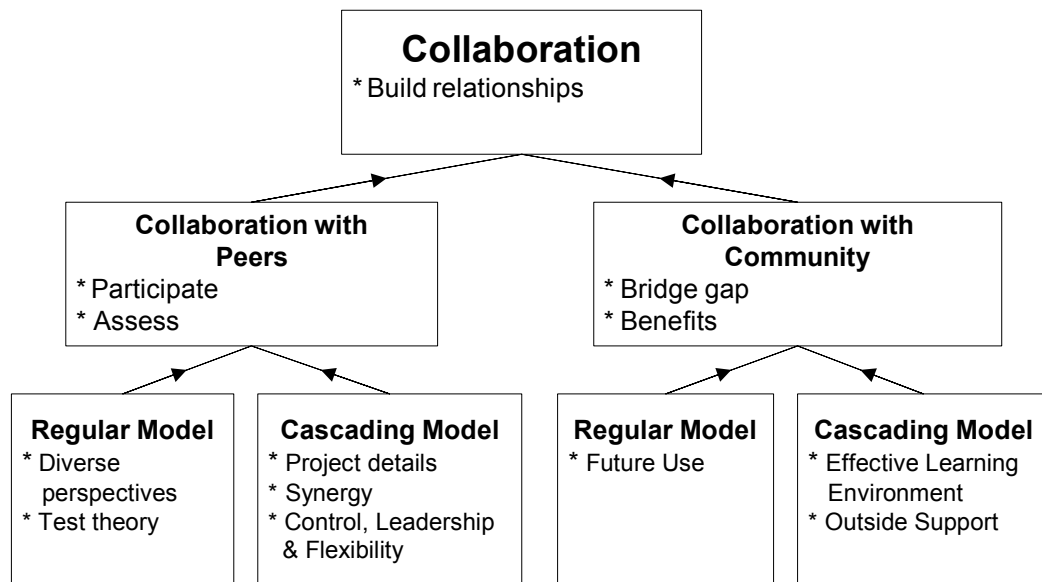 Collaboration
* Build relationships
Collaboration with
Peers
* Participate
* Assess
Collaboration with
Community
* Bridge gap
* Benefits
Regular Model
* Diverse
perspectives
* Test theory
Cascading Model
* Project details
* Synergy
* Control, Leadership
& Flexibility
Regular Model
* Future Use
Cascading Model
* Effective Learning
Environment
* Outside Support